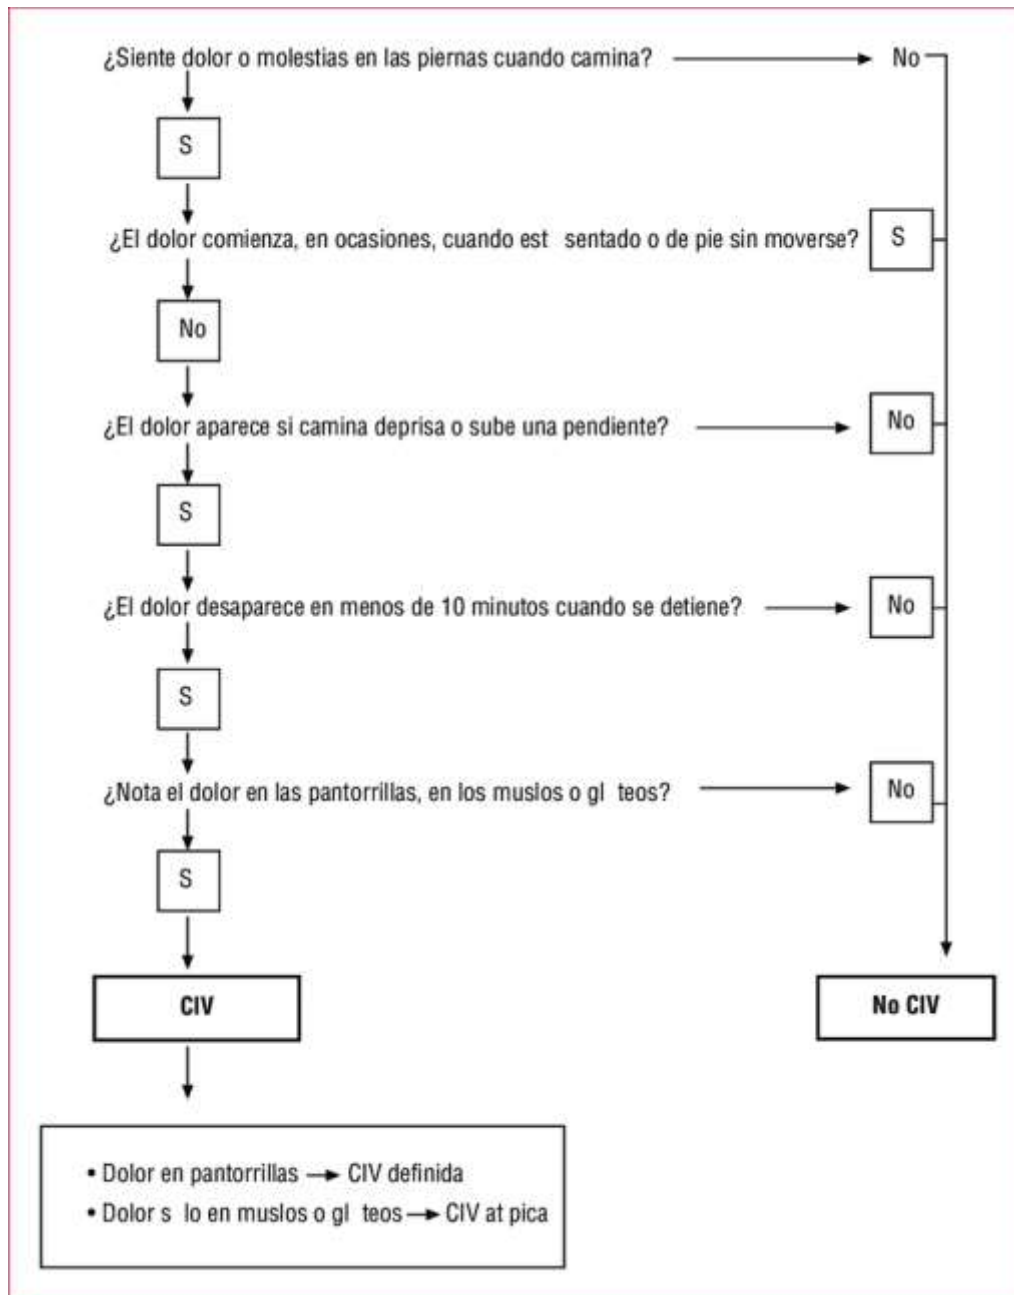 ¿Siente dolor o molestias en las piernas cuando camina? No
S
¿El dolor comienza, en ocasiones, cuando est sentado o de pie sin moverse? S
No
¿El dolor aparece si camina deprisa o sube una pendiente? No
S
¿El dolor desaparece en menos de 10 minutos cuando se detiene? No
S
¿Nota el dolor en las pantorrillas, en los muslos o gl teos? No
S
CIV No CIV
• Dolor en pantorrillas → CIV definida
• Dolor s lo en muslos o gl teos → CIV at pica